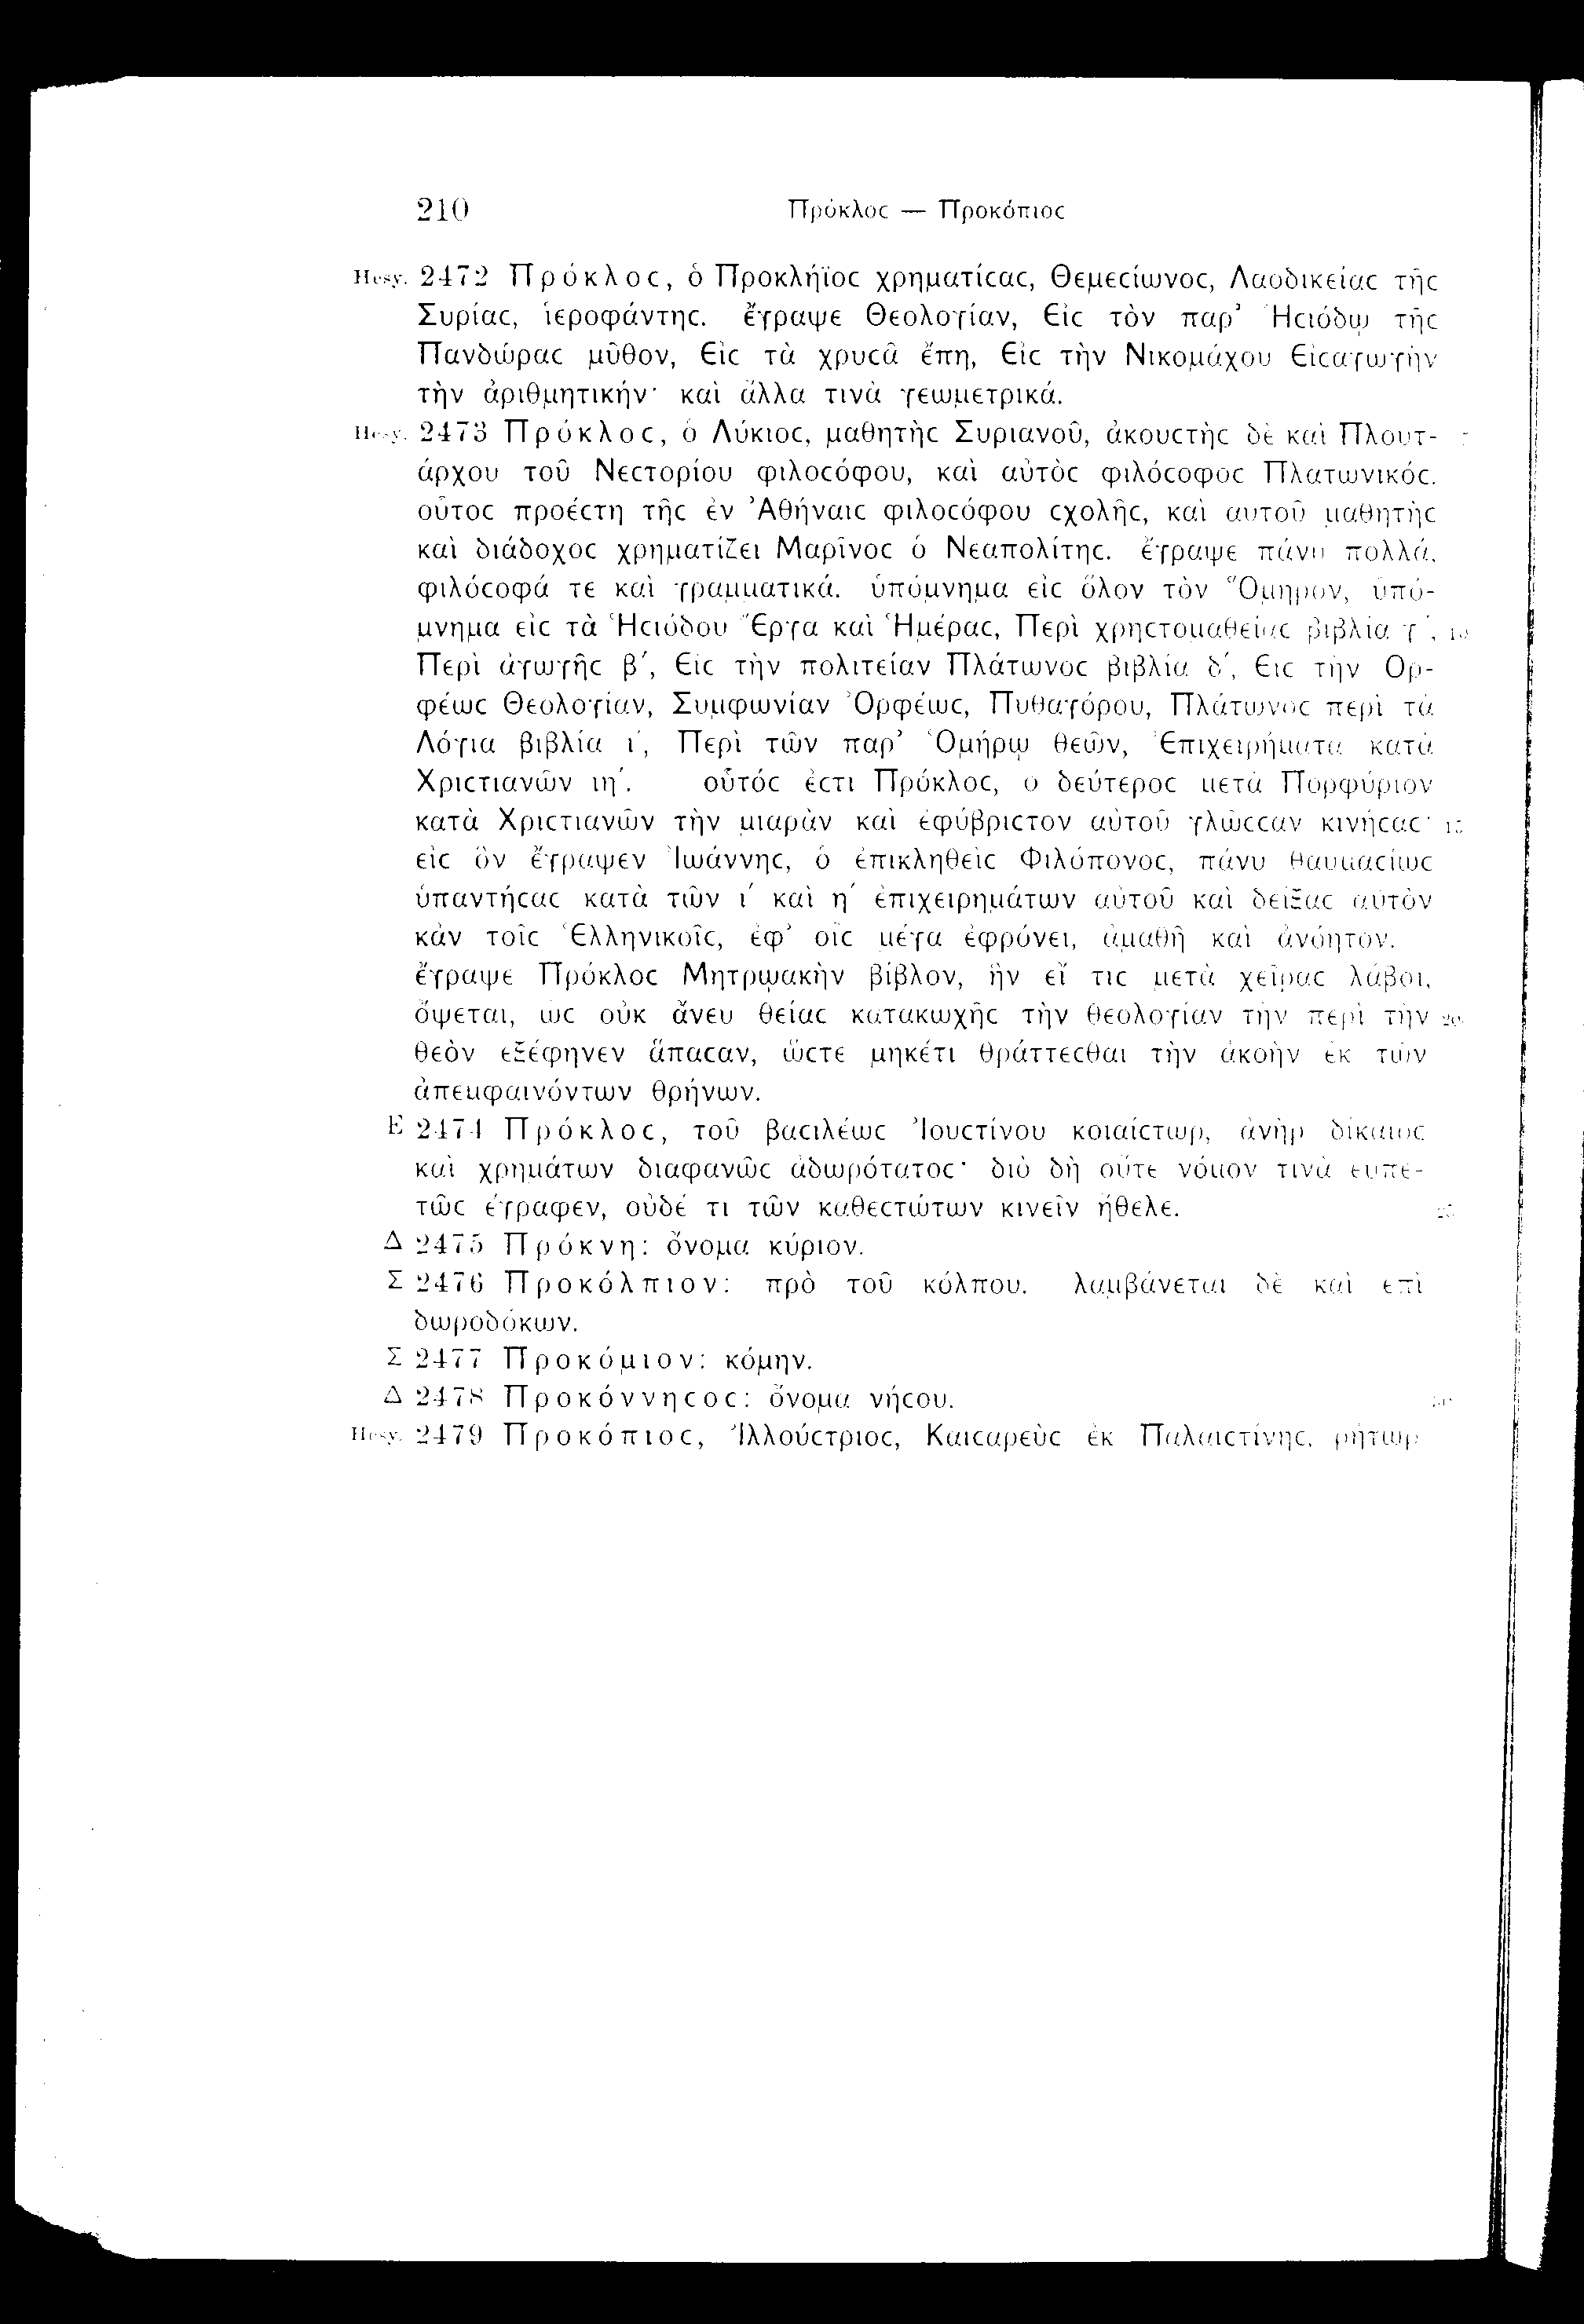 210 Πρόκλοϲ — Προκόπιοϲ
Hesy. 2472 Πρόκλοϲ, ὁ Προκλήϊοϲ χρηματίϲαϲ, Θεμεϲίωνοϲ, Λαοδικείαϲ τῆϲ
Συρίαϲ, ἱεροφάντηϲ. ἔγραψε Θεολογίαν, Εἰϲ τὸν παρ’ Ἡϲιόδῳ τῆϲ
Πανδώραϲ μῦθον, Εἰϲ τὰ χρυϲᾶ ἔπη, Εἰϲ τὴν Νικομάχου Εἰϲαγωγὴν
τὴν ἀριθμητικήν· καὶ ἄλλα τινὰ γεωμετρικά.
Hesy. 2473 Πρόκλοϲ, ὁ Λύκιοϲ, μαθητὴϲ Συριανοῦ, ἀκουϲτὴϲ δὲ καὶ Πλουτ-
άρχου τοῦ Νεϲτορίου φιλοϲόφου, καὶ αὐτὸϲ φιλόϲοφοϲ Πλατωνικόϲ.
οὗτοϲ προέϲτη τῆϲ ἐν Ἀθήναιϲ φιλοϲόφου ϲχολῆϲ, καὶ αὐτοῦ μαθητὴϲ
καὶ διάδοχοϲ χρηματίζει Μαρῖνοϲ ὁ Νεαπολίτηϲ. ἔγραψε πάνυ πολλά,
φιλόϲοφά τε καὶ γραμματικά. ὑπόμνημα εἰϲ ὅλον τὸν Ὅμηρον, ὑπό-
μνημα εἰϲ τὰ Ἡϲιόδου Ἔργα καὶ Ἡμέραϲ, Περὶ χρηϲτομαθείαϲ βιβλία γ΄, 10
Περὶ ἀγωγῆϲ β΄, Εἰϲ τὴν πολιτείαν Πλάτωνοϲ βιβλία δ΄, Εἰϲ τὴν Ὀρ-
φέωϲ Θεολογίαν, Συμφωνίαν Ὀρφέωϲ, Πυθαγόρου, Πλάτωνοϲ περὶ τὰ
Λόγια βιβλία ι΄, Περὶ τῶν παρ’ Ὁμήρῳ θεῶν, Ἐπιχειρήματα κατὰ
Χριϲτιανῶν ιη΄. οὗτόϲ ἐϲτι Πρόκλοϲ, ὁ δεύτεροϲ μετὰ Πορφύριον
κατὰ Χριϲτιανῶν τὴν μιαρὰν καὶ ἐφύβριϲτον αὐτοῦ γλῶϲϲαν κινήϲαϲ· 15
εἰϲ ὃν ἔγραψεν Ἰωάννηϲ, ὁ ἐπικληθεὶϲ Φιλόπονοϲ, πάνυ θαυμαϲίωϲ
ὑπαντήϲαϲ κατὰ τῶν ι΄ καὶ η΄ ἐπιχειρημάτων αὐτοῦ καὶ δείξαϲ αὐτὸν
κἀν τοῖϲ Ἑλληνικοῖϲ, ἐφ’ οἷϲ μέγα ἐφρόνει, ἀμαθῆ καὶ ἀνόητον.
ἔγραψε Πρόκλοϲ Μητρῳακὴν βίβλον, ἣν εἴ τιϲ μετὰ χεῖραϲ λάβοι,
ὄψεται, ὡϲ οὐκ ἄνευ θείαϲ κατακωχῆϲ τὴν θεολογίαν τὴν περὶ τὴν 20
θεὸν ἐξέφηνεν ἅπαϲαν, ὥϲτε μηκέτι θράττεϲθαι τὴν ἀκοὴν ἐκ τῶν
ἀπεμφαινόντων θρήνων.
E 2474 Πρόκλοϲ, τοῦ βαϲιλέωϲ Ἰουϲτίνου κοιαίϲτωρ, ἀνὴρ δίκαιοϲ
καὶ χρημάτων διαφανῶϲ ἀδωρότατοϲ· διὸ δὴ οὔτε νόμον τινὰ εὐπε-
τῶϲ ἔγραφεν, οὐδέ τι τῶν καθεϲτώτων κινεῖν ἤθελε. 25
Δ 2475 Πρόκνη: ὄνομα κύριον.
Σ 2476 Προκόλπιον: πρὸ τοῦ κόλπου. λαμβάνεται δὲ καὶ ἐπὶ
δωροδόκων.
Σ 2477 Προκόμιον: κόμην.
Δ 2478 Προκόννηϲοϲ: ὄνομα νήϲου.
Hesy. 2479 Προκόπιοϲ, Ἰλλούϲτριοϲ, Καιϲαρεὺϲ ἐκ Παλαιϲτίνηϲ, ῥήτωρ